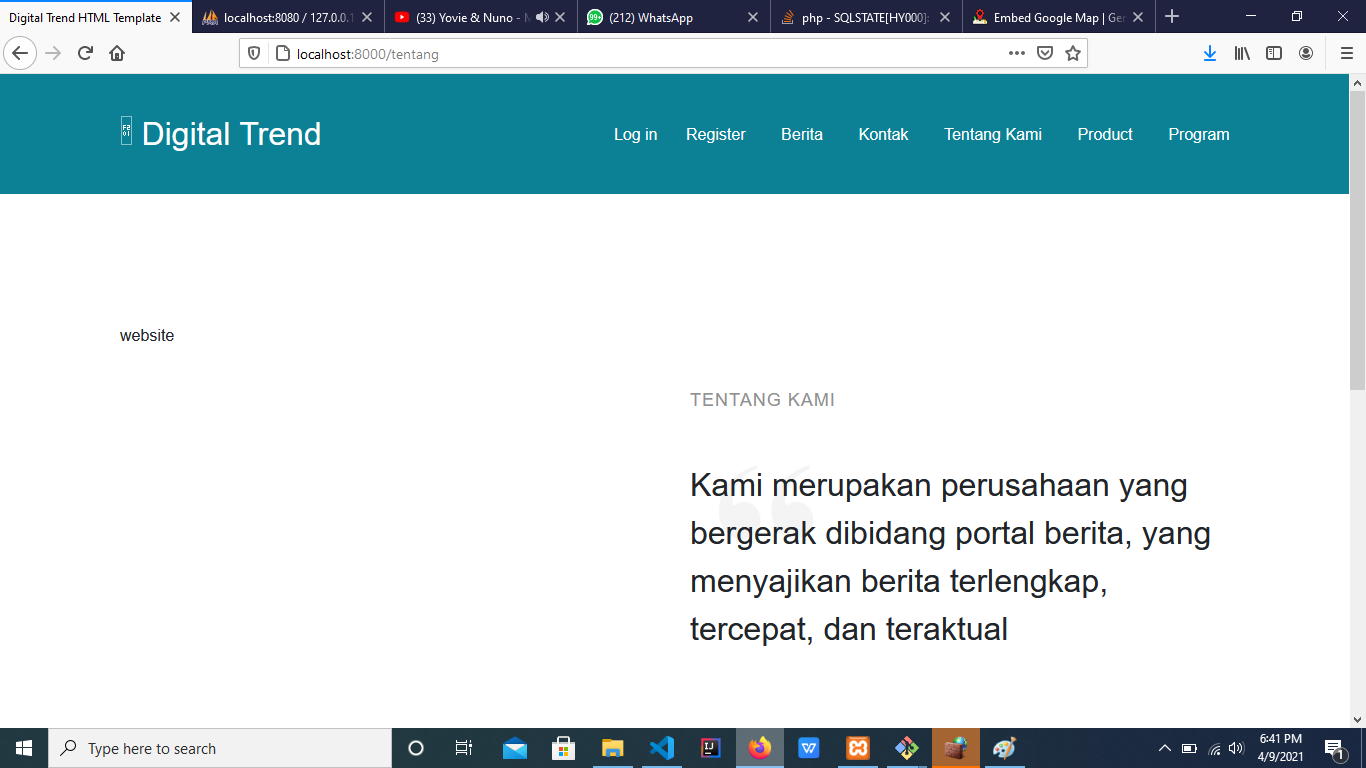 Digital Trend HTML Template
localhost:8080 / 127.0.0.1
(33) Yovie & Nuno -
(212) WhatsApp
php - SQLSTATE[HY000]:
Embed Google Map | Ger
localhost:8000/tentang
Digital Trend
Log in
Register
Berita
Kontak
Tentang Kami
Product
Program
website
TENTANG KAMI
Kami merupakan perusahaan yang
bergerak dibidang portal berita, yang
menyajikan berita terlengkap,
tercepat, dan teraktual
Type here to search
6:41 PM
4/9/2021